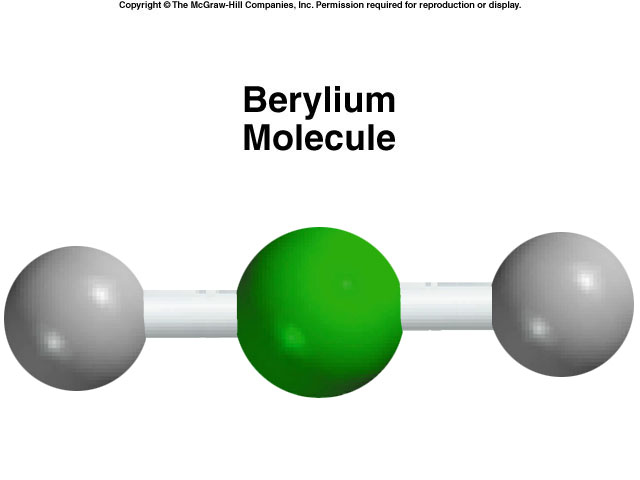 Copyright © The McGraw-Hill Companies, Inc. Permission required for reproduction or display.
Berylium
Molecule